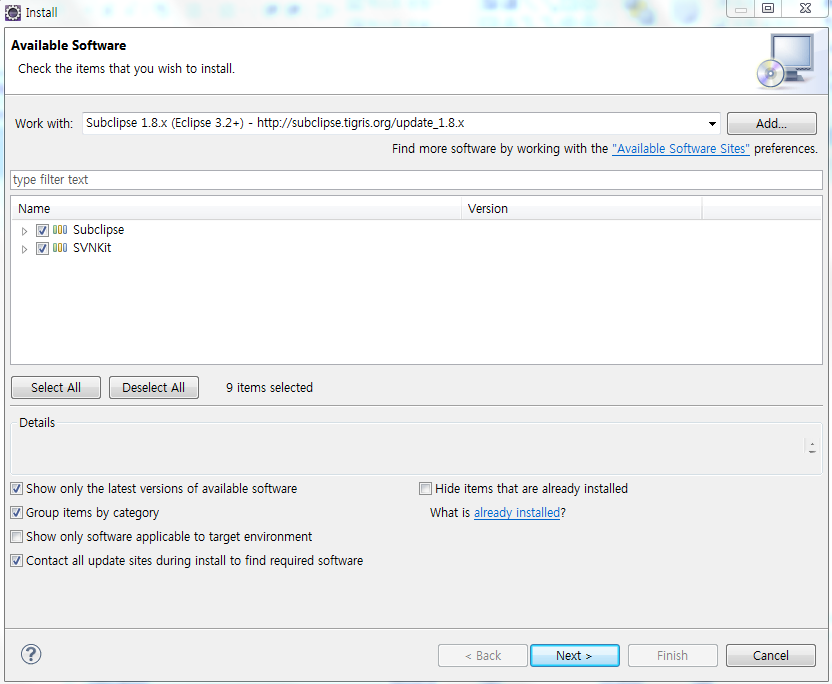 Install
Available Software
Check the items that you wish to install.
Work with: Subclipse 1.8.x (Eclipse 3.2+) - http://subclipse.tigris.org/update_1.8.x Add...
Find more software by working with the "Available Software Sites" preferences.
type filter text
Name Version
Subclipse
SVNKit
Select All Deselect All 9 items selected
Details
Show only the latest versions of available software Hide items that are already installed
Group items by category What is already installed?
Show only software applicable to target environment
Contact all update sites during install to find required software
? < Back Next > Finish Cancel